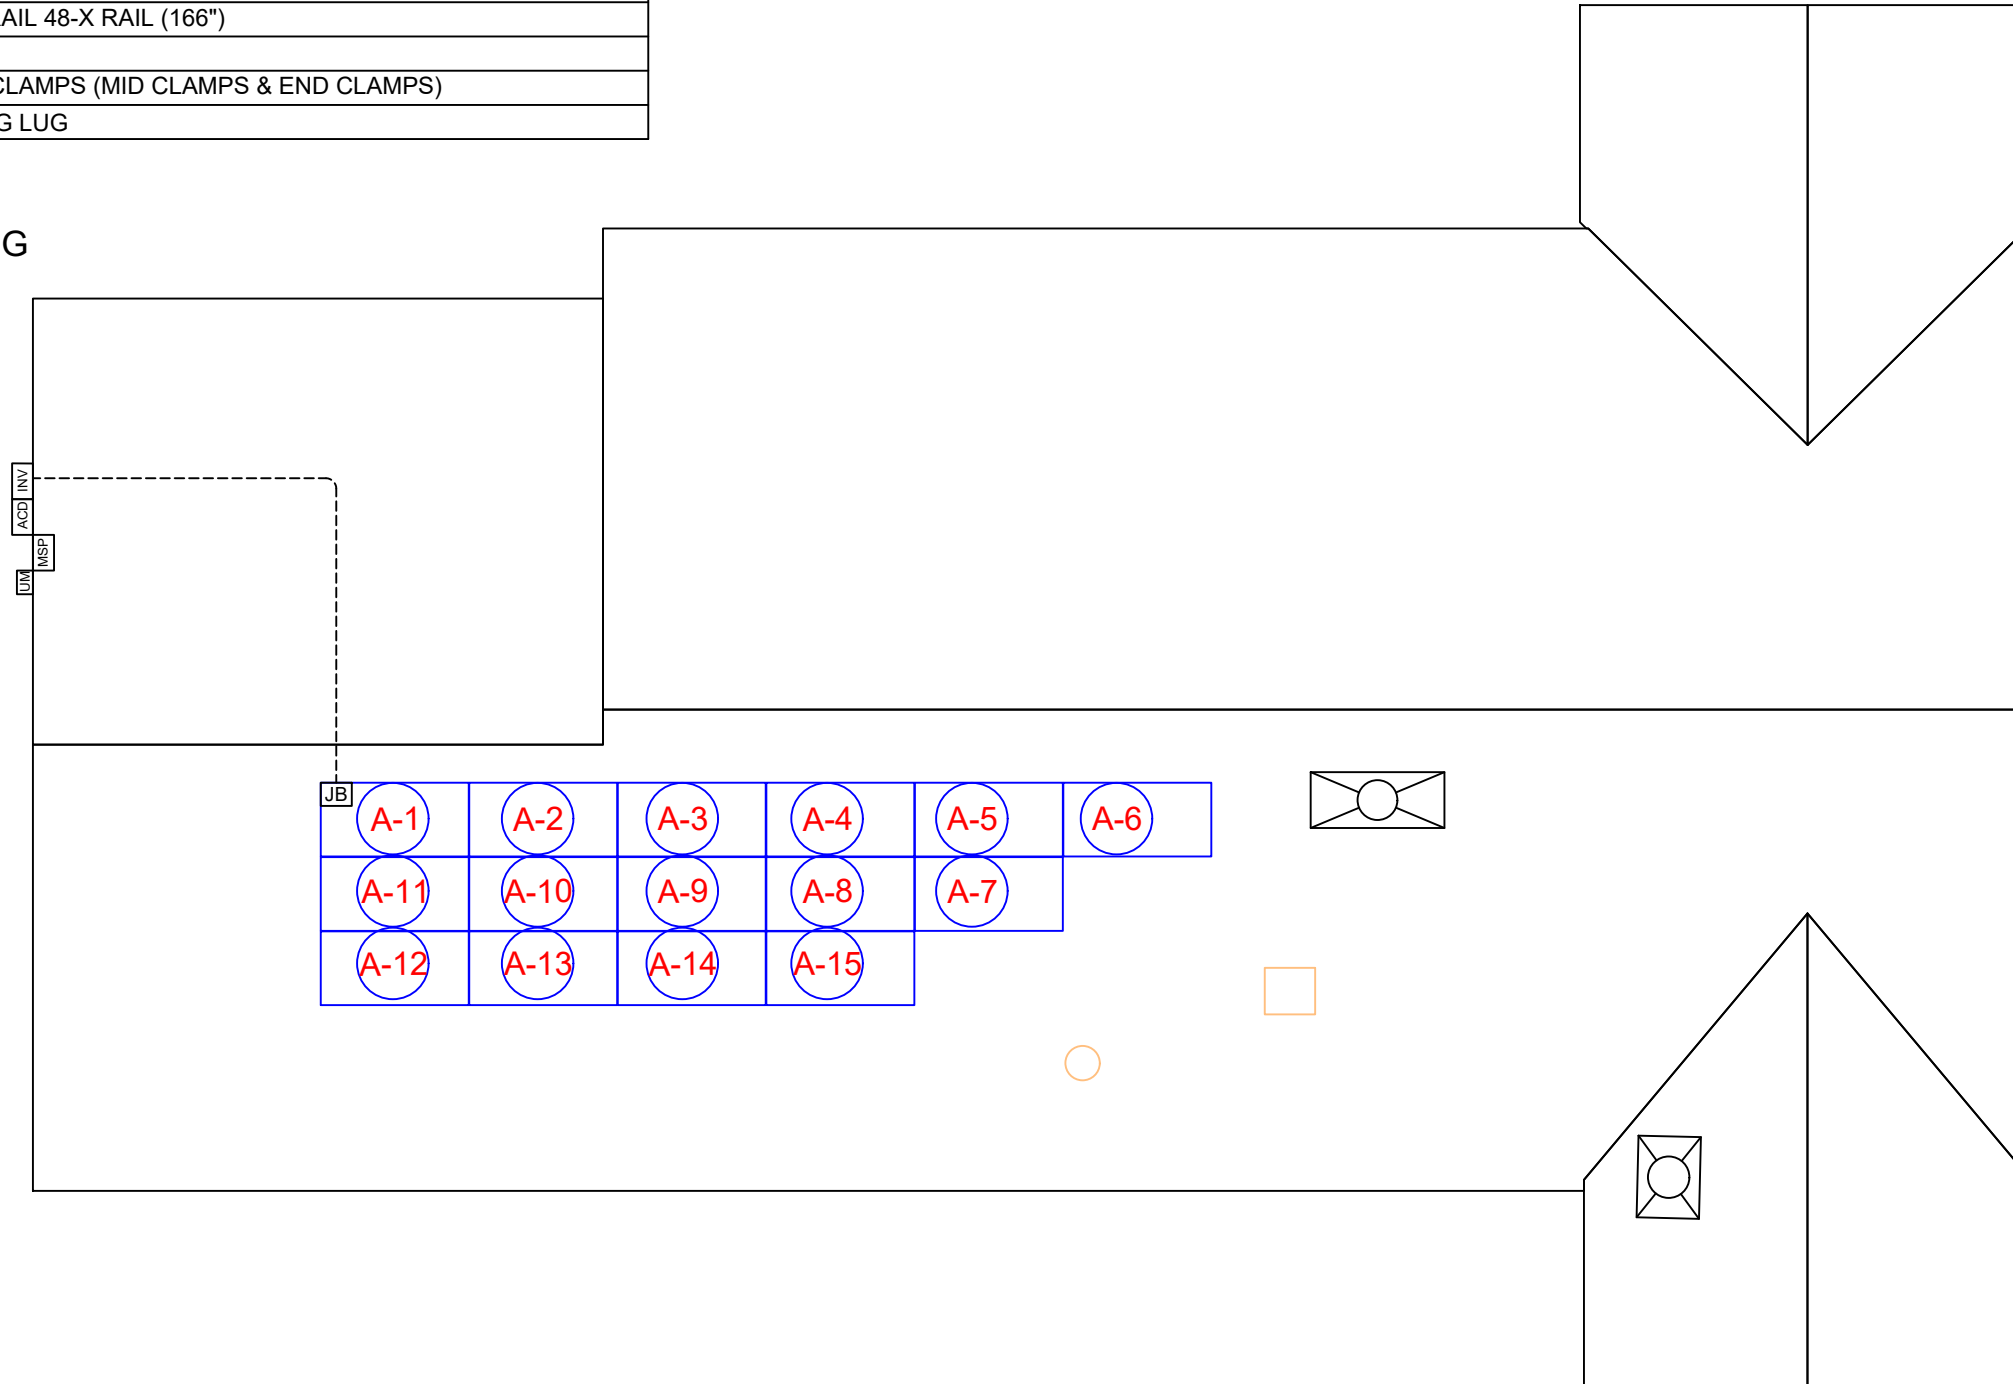 AIL 48-X RAIL (166")
CLAMPS (MID CLAMPS & END CLAMPS)
G LUG
G
INV
ACD
MSP
UM
JB
A-1 A-2 A-3 A-4 A-5 A-6
A-11 A-10 A-9 A-8 A-7
A-12 A-13 A-14 A-15